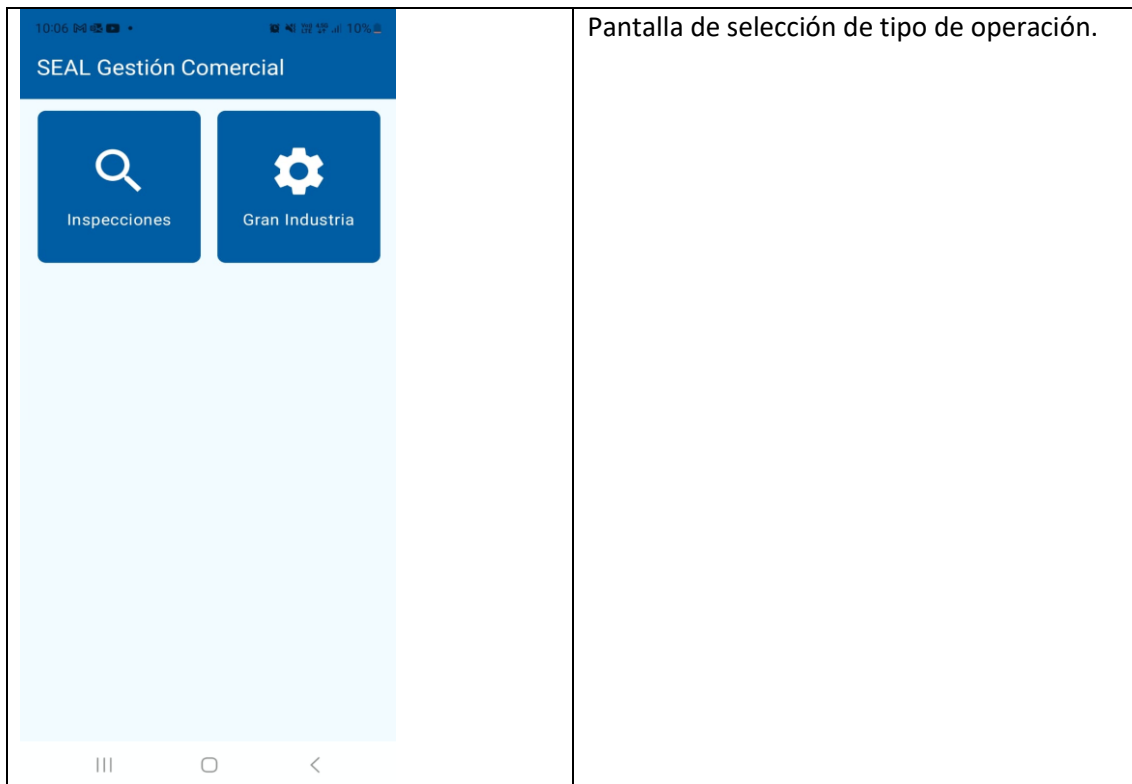 10:06
10%
Pantalla de selección de tipo de operación.
SEAL Gestión Comercial
Inspecciones
Gran Industria